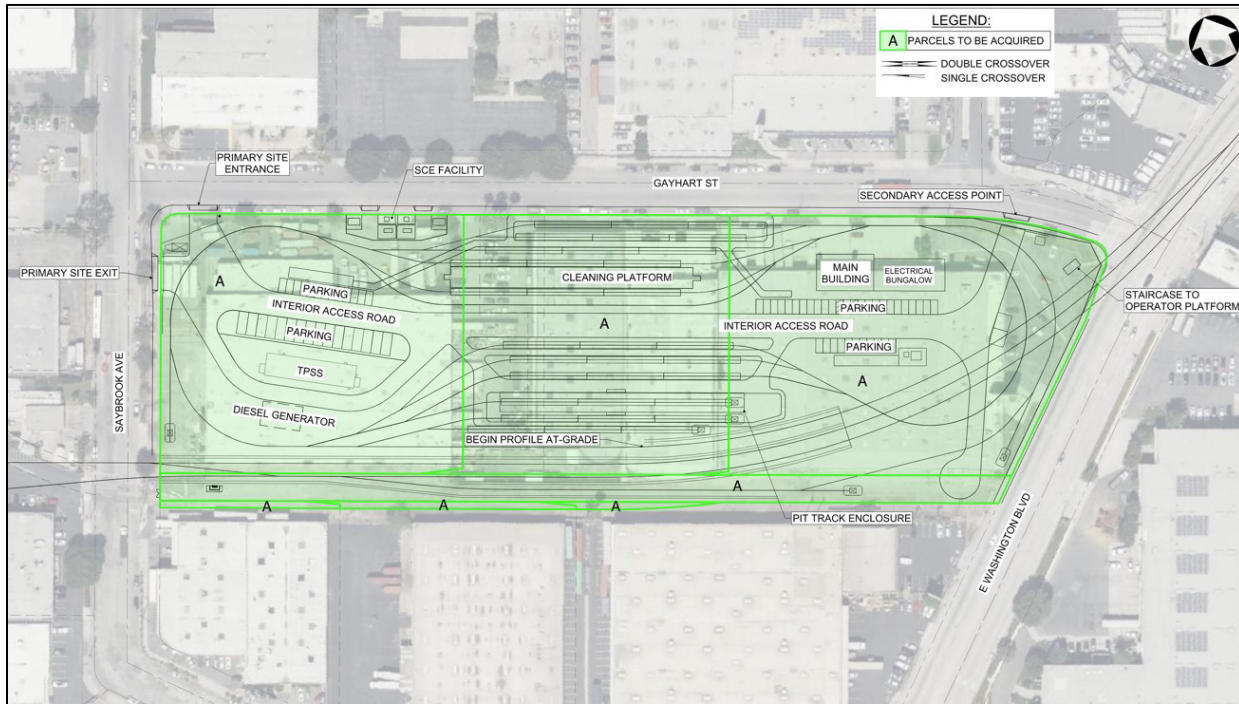 LEGEND:
A PARCELS TO BE ACQUIRED
DOUBLE CROSSOVER
SINGLE CROSSOVER
PRIMARY SITE
ENTRANCE
SCE FACILITY
GAYHART ST
SECONDARY ACCESS POINT
PRIMARY SITE EXIT
A
PARKING
INTERIOR ACCESS ROAD
PARKING
TPSS
DIESEL GENERATOR
SAYBROOK AVE
CLEANING PLATFORM
A
BEGIN PROFILE AT-GRADE
MAIN
BUILDING
ELECTRICAL
BUNGALOW
PARKING
INTERIOR ACCESS ROAD
PARKING
A
STAIRCASE TO
OPERATOR PLATFORM
A
A
A
A
PIT TRACK ENCLOSURE
E WASHINGTON BLVD